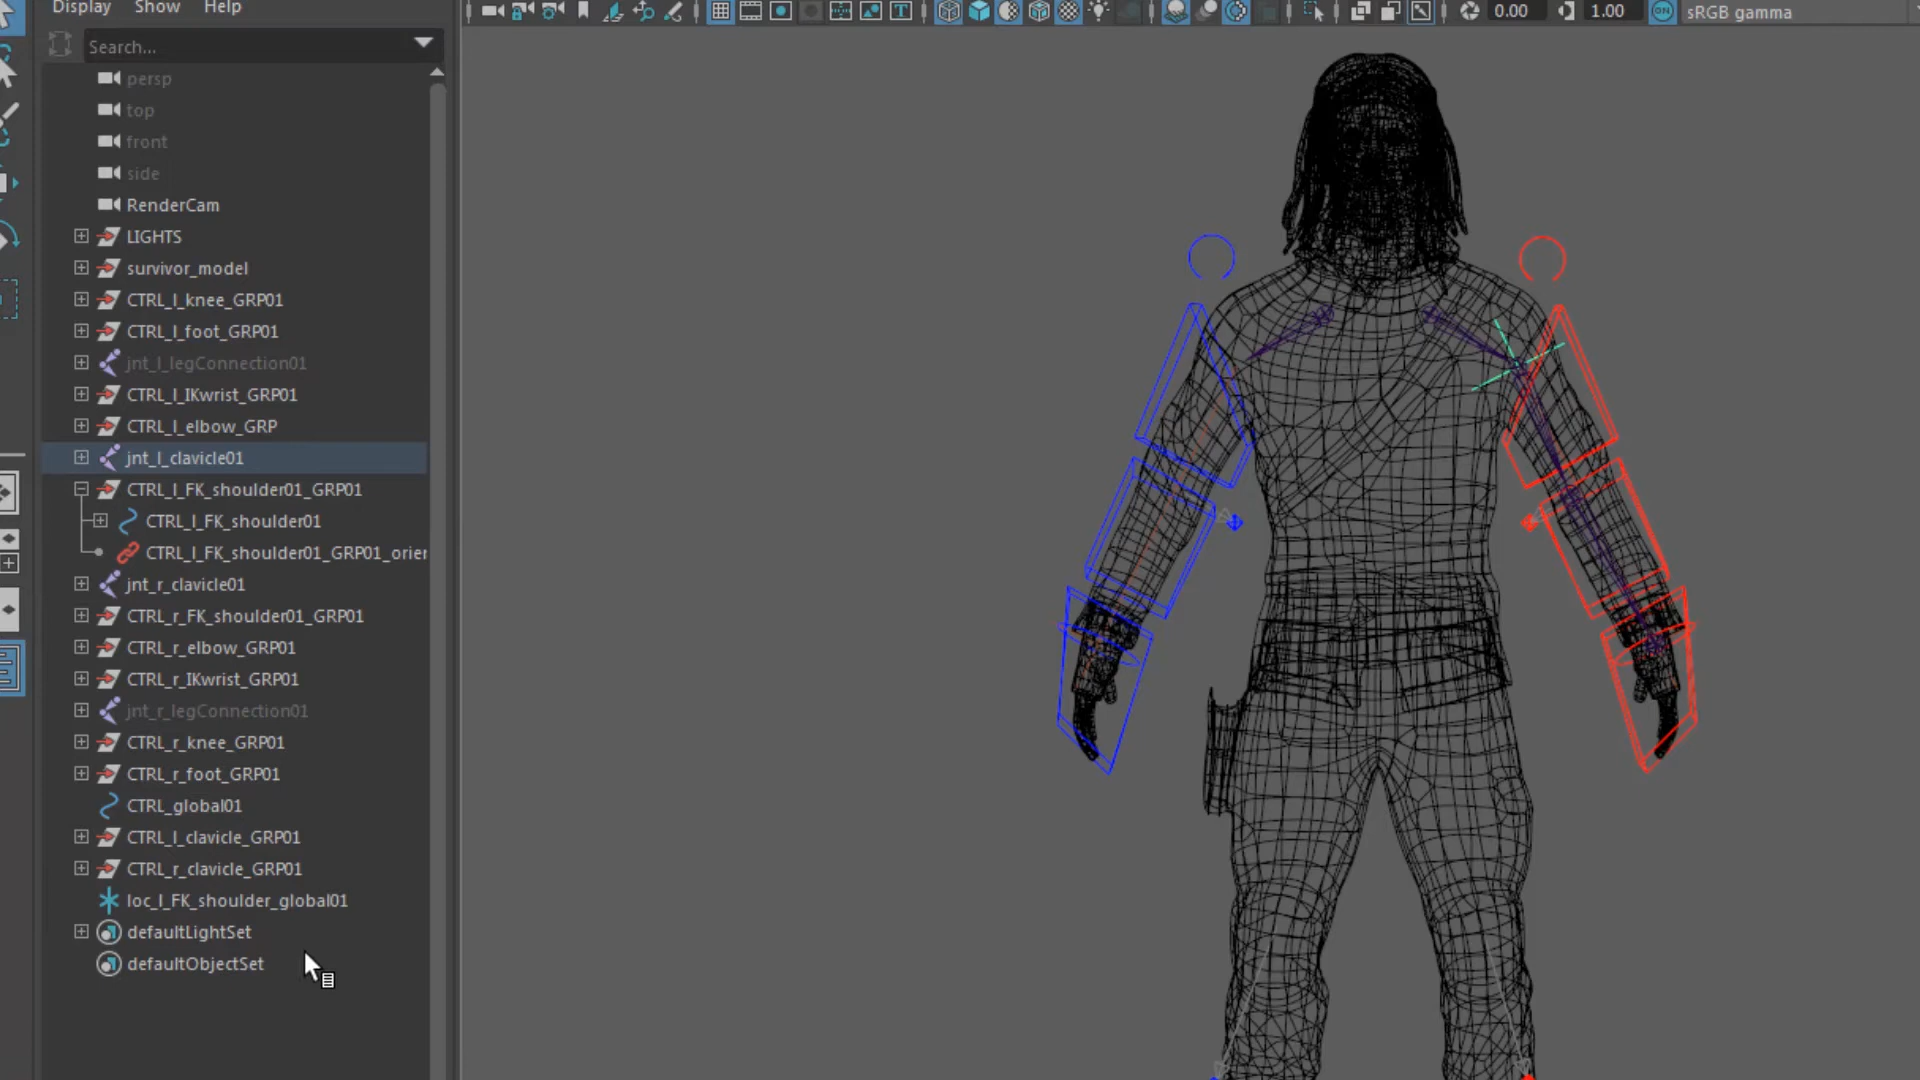 Display Show Help
0.00 1.00 ON sRGB gamma
Search...
persp
top
front
side
RenderCam
LIGHTS
survivor_model
CTRL_l_knee_GRP01
CTRL_l_foot_GRP01
jnt_l_legConnection01
CTRL_l_IKwrist_GRP01
CTRL_l_elbow_GRP
jnt_l_clavicle01
CTRL_l_FK_shoulder01_GRP01
CTRL_l_FK_shoulder01
CTRL_l_FK_shoulder01_GRP01_orier
jnt_r_clavicle01
CTRL_r_FK_shoulder01_GRP01
CTRL_r_elbow_GRP01
CTRL_r_IKwrist_GRP01
jnt_r_legConnection01
CTRL_r_knee_GRP01
CTRL_r_foot_GRP01
CTRL_global01
CTRL_l_clavicle_GRP01
CTRL_r_clavicle_GRP01
loc_l_FK_shoulder_global01
defaultLightSet
defaultObjectSet